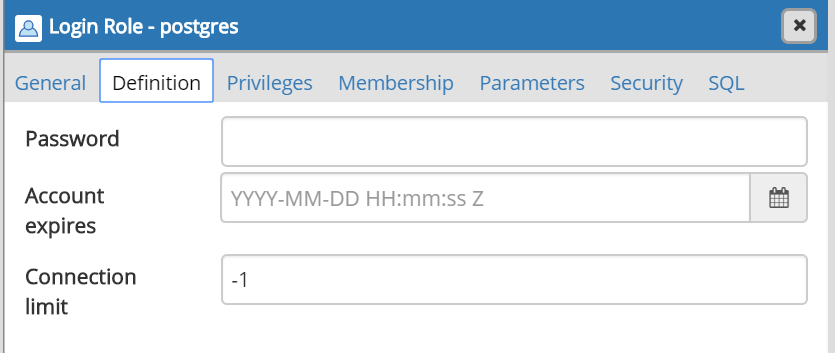 Login Role - postgres
General Definition Privileges Membership Parameters Security SQL
Password
Account
expires
YYYY-MM-DD HH:mm:ss Z
Connection
limit
-1